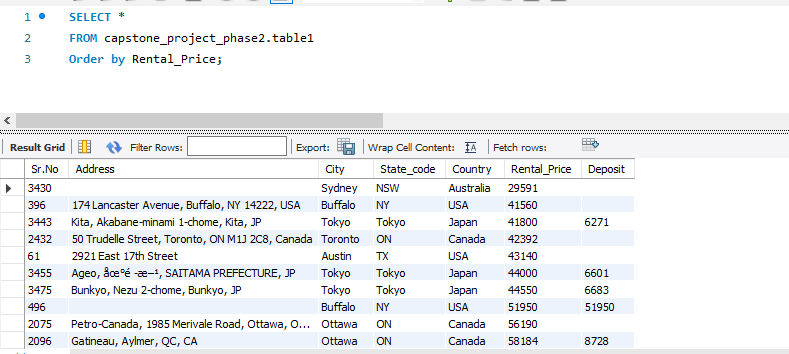 1 SELECT *
2 FROM capstone_project_phase2.table1
3 Order by Rental_Price;
Result Grid Filter Rows: Export: Wrap Cell Content: Fetch rows:
Sr.No Address City State_code Country Rental_Price Deposit
3430 Sydney NSW Australia 29591
396 174 Lancaster Avenue, Buffalo, NY 14222, USA Buffalo NY USA 41560
3443 Kita, Akabane-minami 1-chome, Kita, JP Tokyo Tokyo Japan 41800 6271
2432 50 Trudelle Street, Toronto, ON M1J 2C8, Canada Toronto ON Canada 42392
61 2921 East 17th Street Austin TX USA 43140
3455 Ageo, åœ°é -æ–¹, SAITAMA PREFECTURE, JP Tokyo Tokyo Japan 44000 6601
3475 Bunkyo, Nezu 2-chome, Bunkyo, JP Tokyo Tokyo Japan 44550 6683
496 Buffalo NY USA 51950 51950
2075 Petro-Canada, 1985 Merivale Road, Ottawa, O... Ottawa ON Canada 56190
2096 Gatineau, Aylmer, QC, CA Ottawa ON Canada 58184 8728